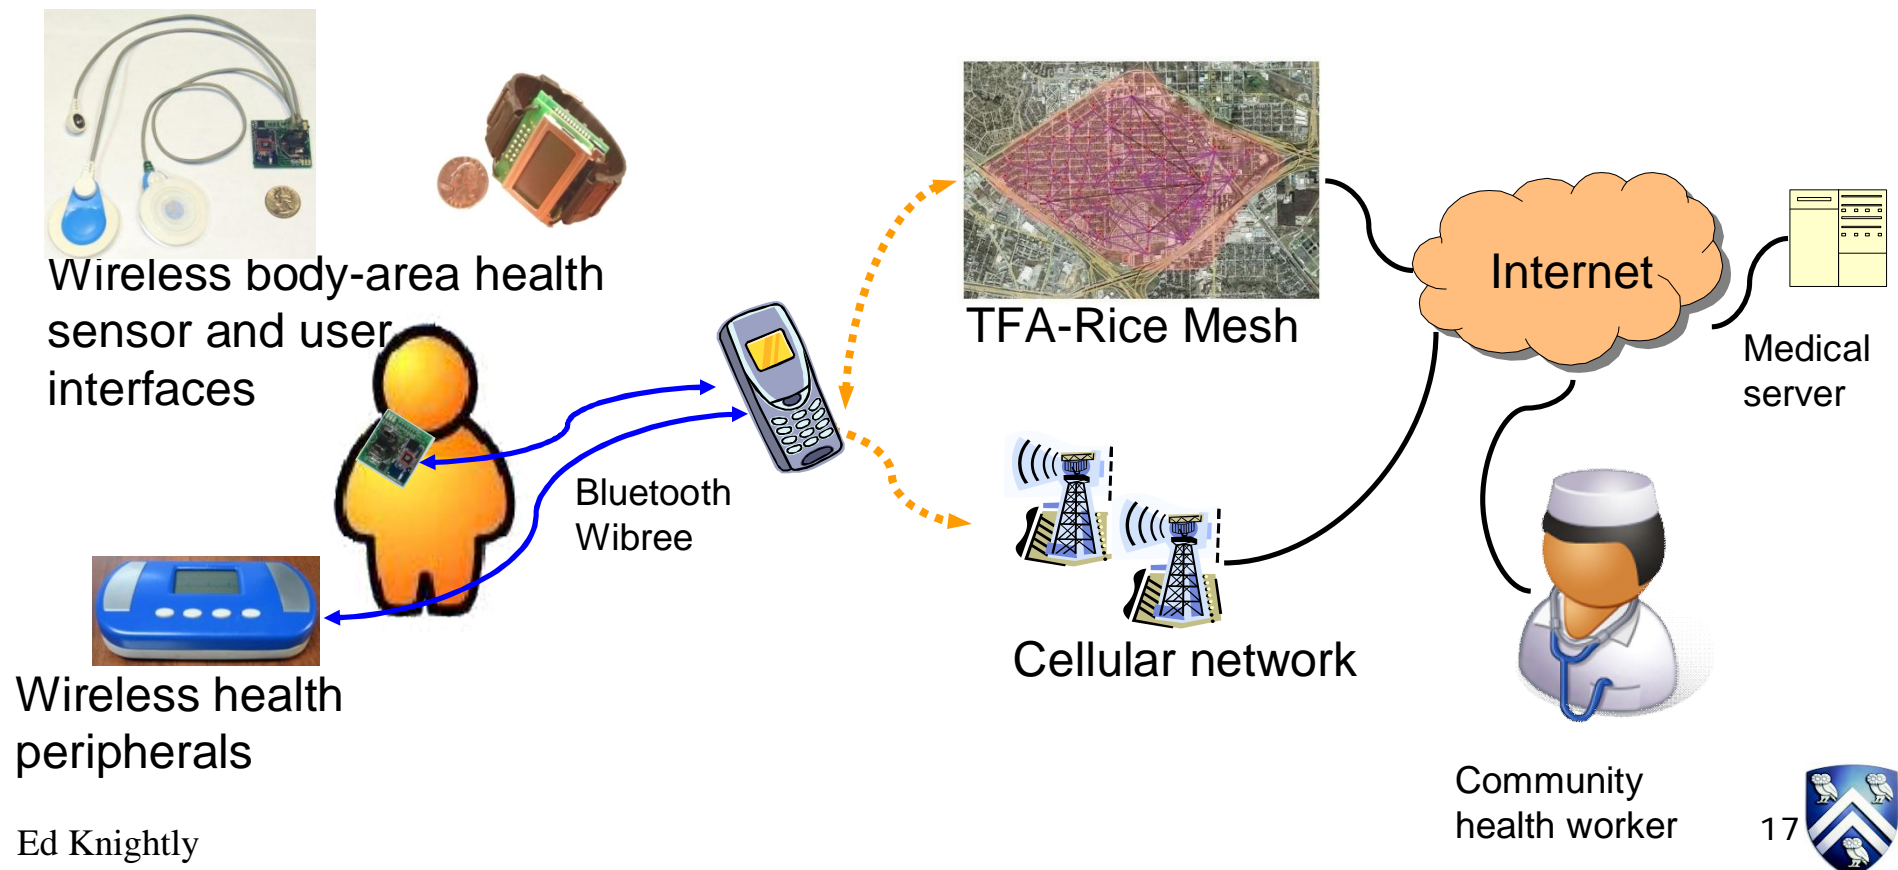 Wireless body-area health
sensor and user
interfaces
TFA-Rice Mesh
Internet
Medical
server
Bluetooth
Wibree
Cellular network
Wireless health
peripherals
Community
health worker
Ed Knightly
17